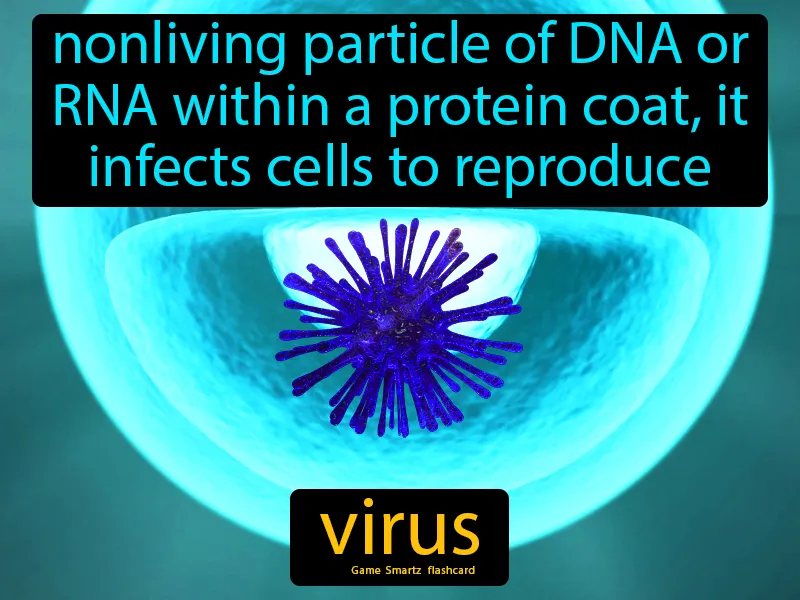 nonliving particle of DNA or
RNA within a protein coat, it
infects cells to reproduce
virus
Game Smartz flashcard